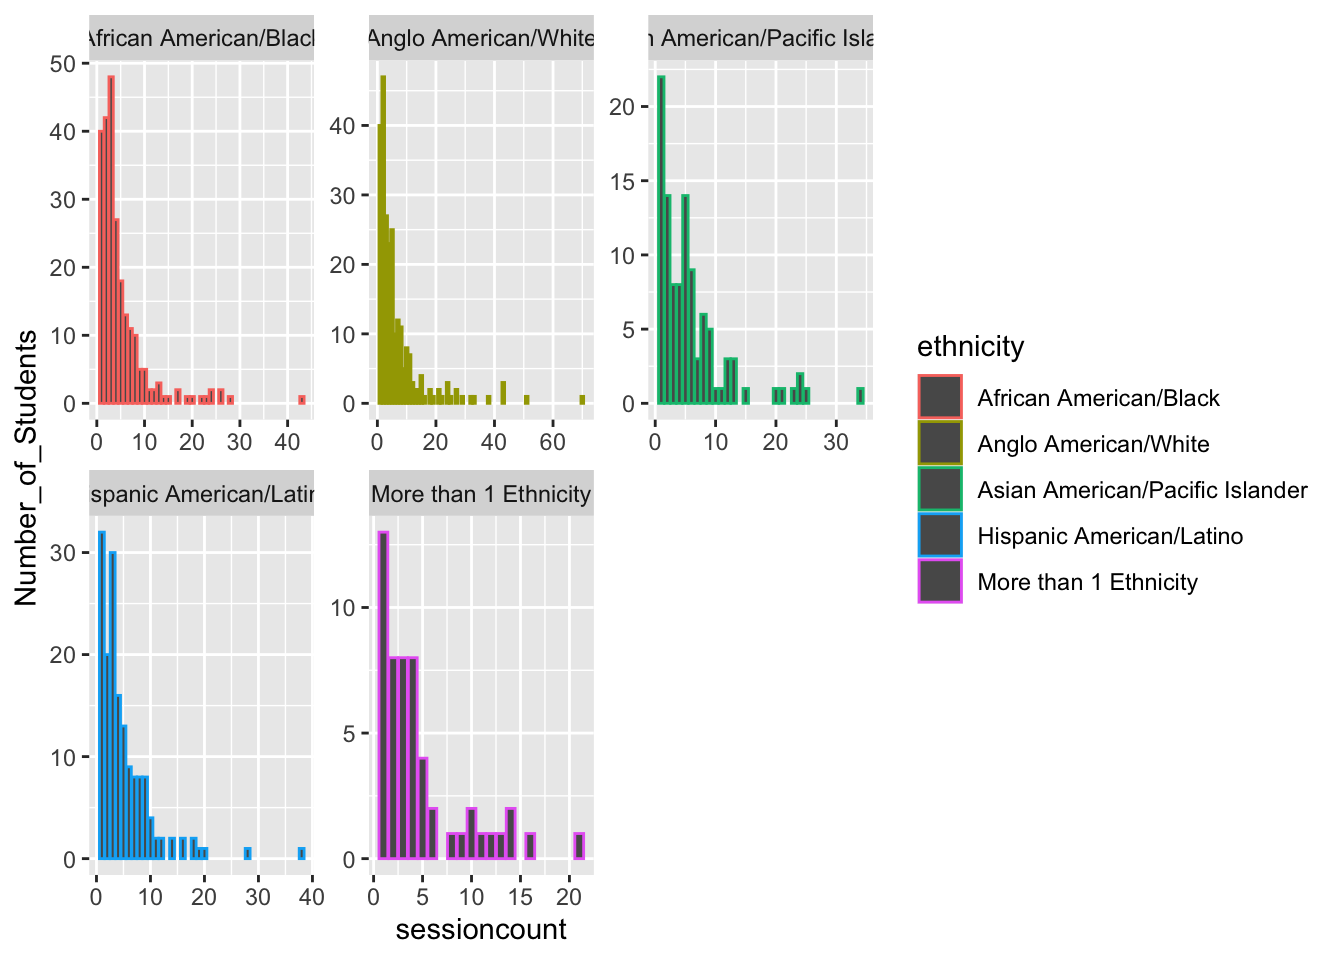 African American/Black
Anglo American/White
n American/Pacific Isla
50
40
30
20
10
0
0 10 20 30 40
40
30
20
10
0
0 20 40 60
20
15
10
5
0
0 10 20 30
Number_of_Students
spanic American/Latin
More than 1 Ethnicity
30
20
10
0
0 10 20 30 40
10
5
0
0 5 10 15 20
sessioncount
ethnicity
African American/Black
Anglo American/White
Asian American/Pacific Islander
Hispanic American/Latino
More than 1 Ethnicity